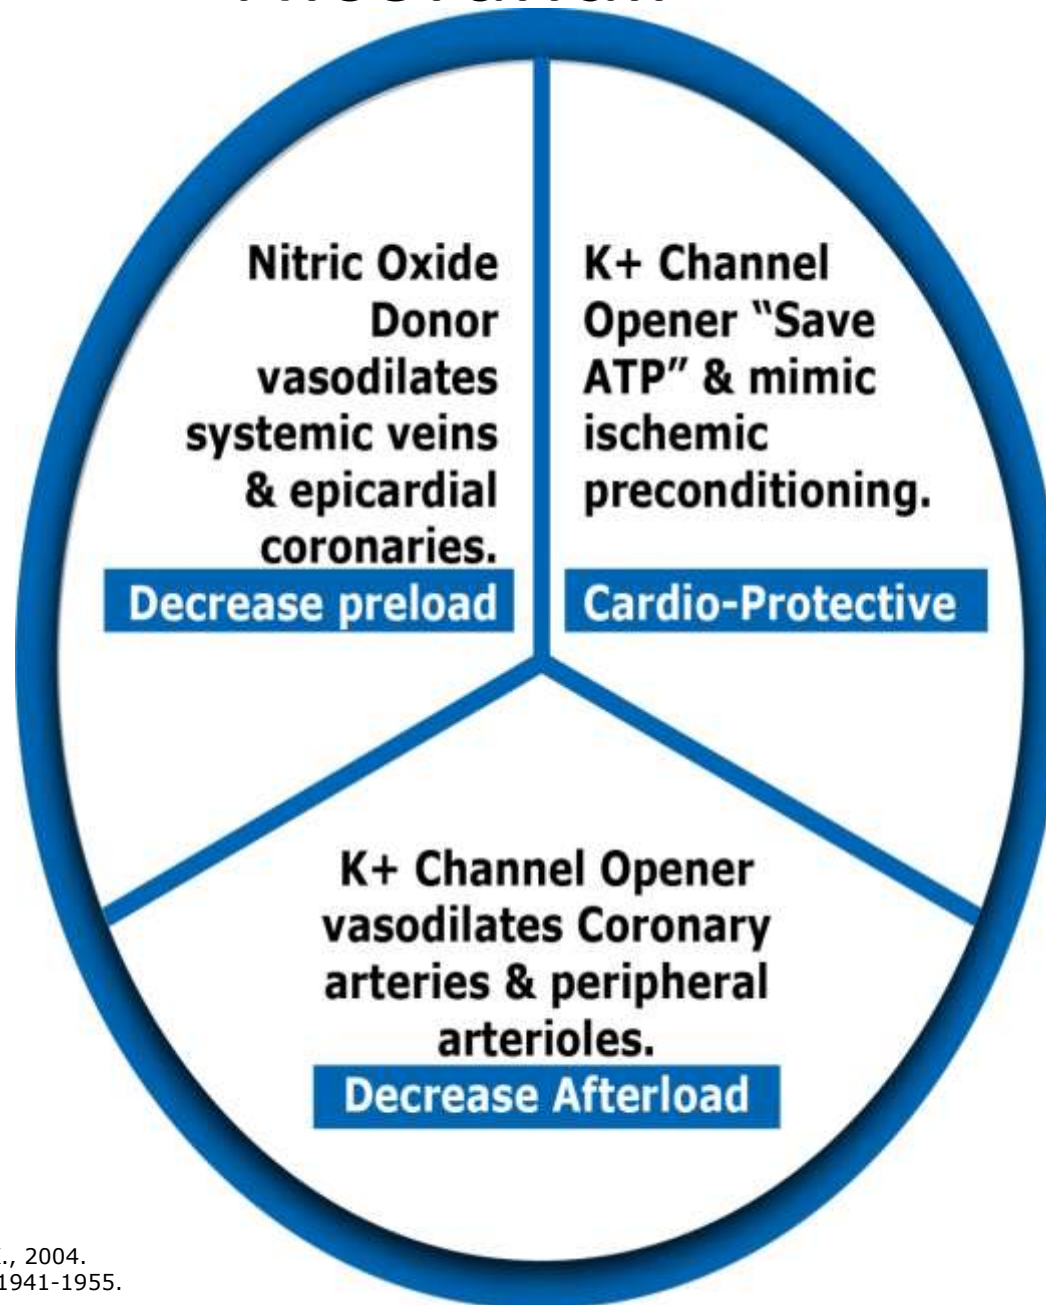 Nitric Oxide
Donor
vasodilates
systemic veins
& epicardial
coronaries.
Decrease preload
K+ Channel
Opener “Save
ATP” & mimic
ischemic
preconditioning.
Cardio-Protective
K+ Channel Opener
vasodilates Coronary
arteries & peripheral
arterioles.
Decrease Afterload
., 2004.
1941-1955.